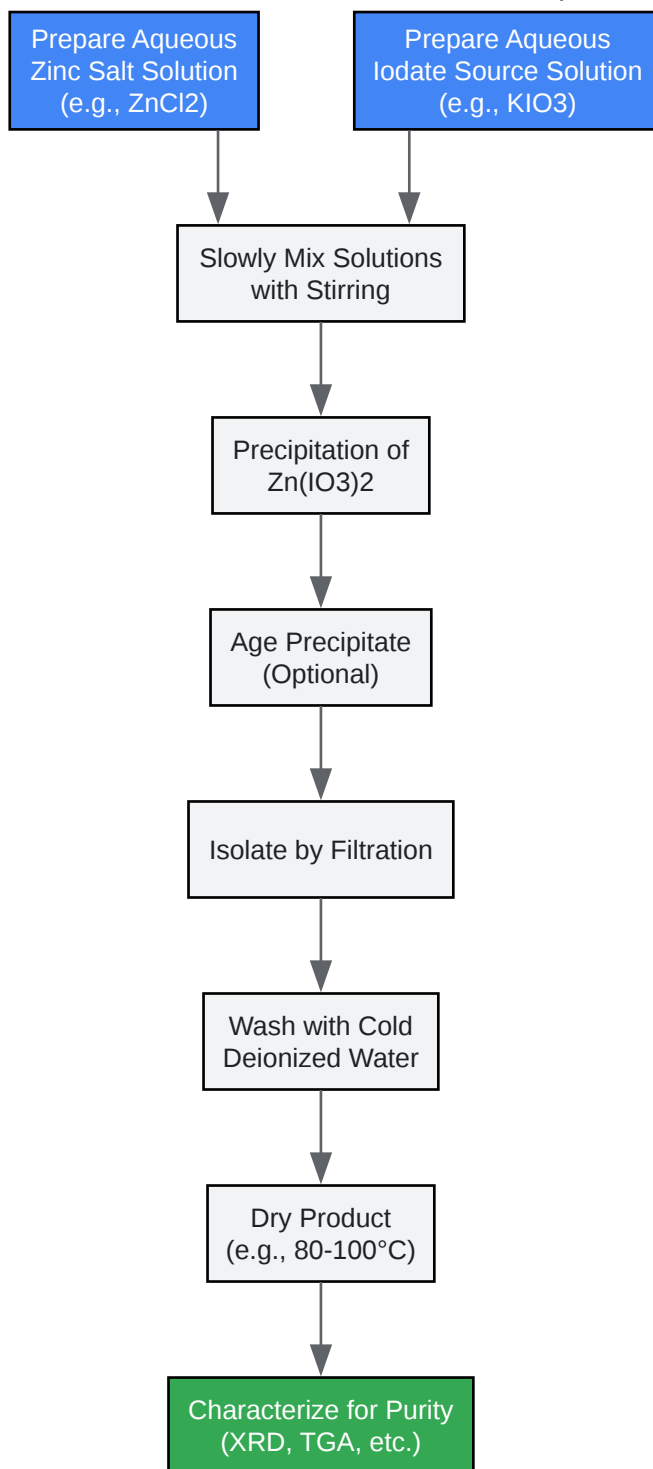 Prepare Aqueous
Zinc Salt Solution
(e.g., ZnCl2)
Prepare Aqueous
Iodate Source Solution
(e.g., KIO3)
Slowly Mix Solutions
with Stirring
Precipitation of
Zn(IO3)2
Age Precipitate
(Optional)
Isolate by Filtration
Wash with Cold
Deionized Water
Dry Product
(e.g., 80-100°C)
Characterize for Purity
(XRD, TGA, etc.)